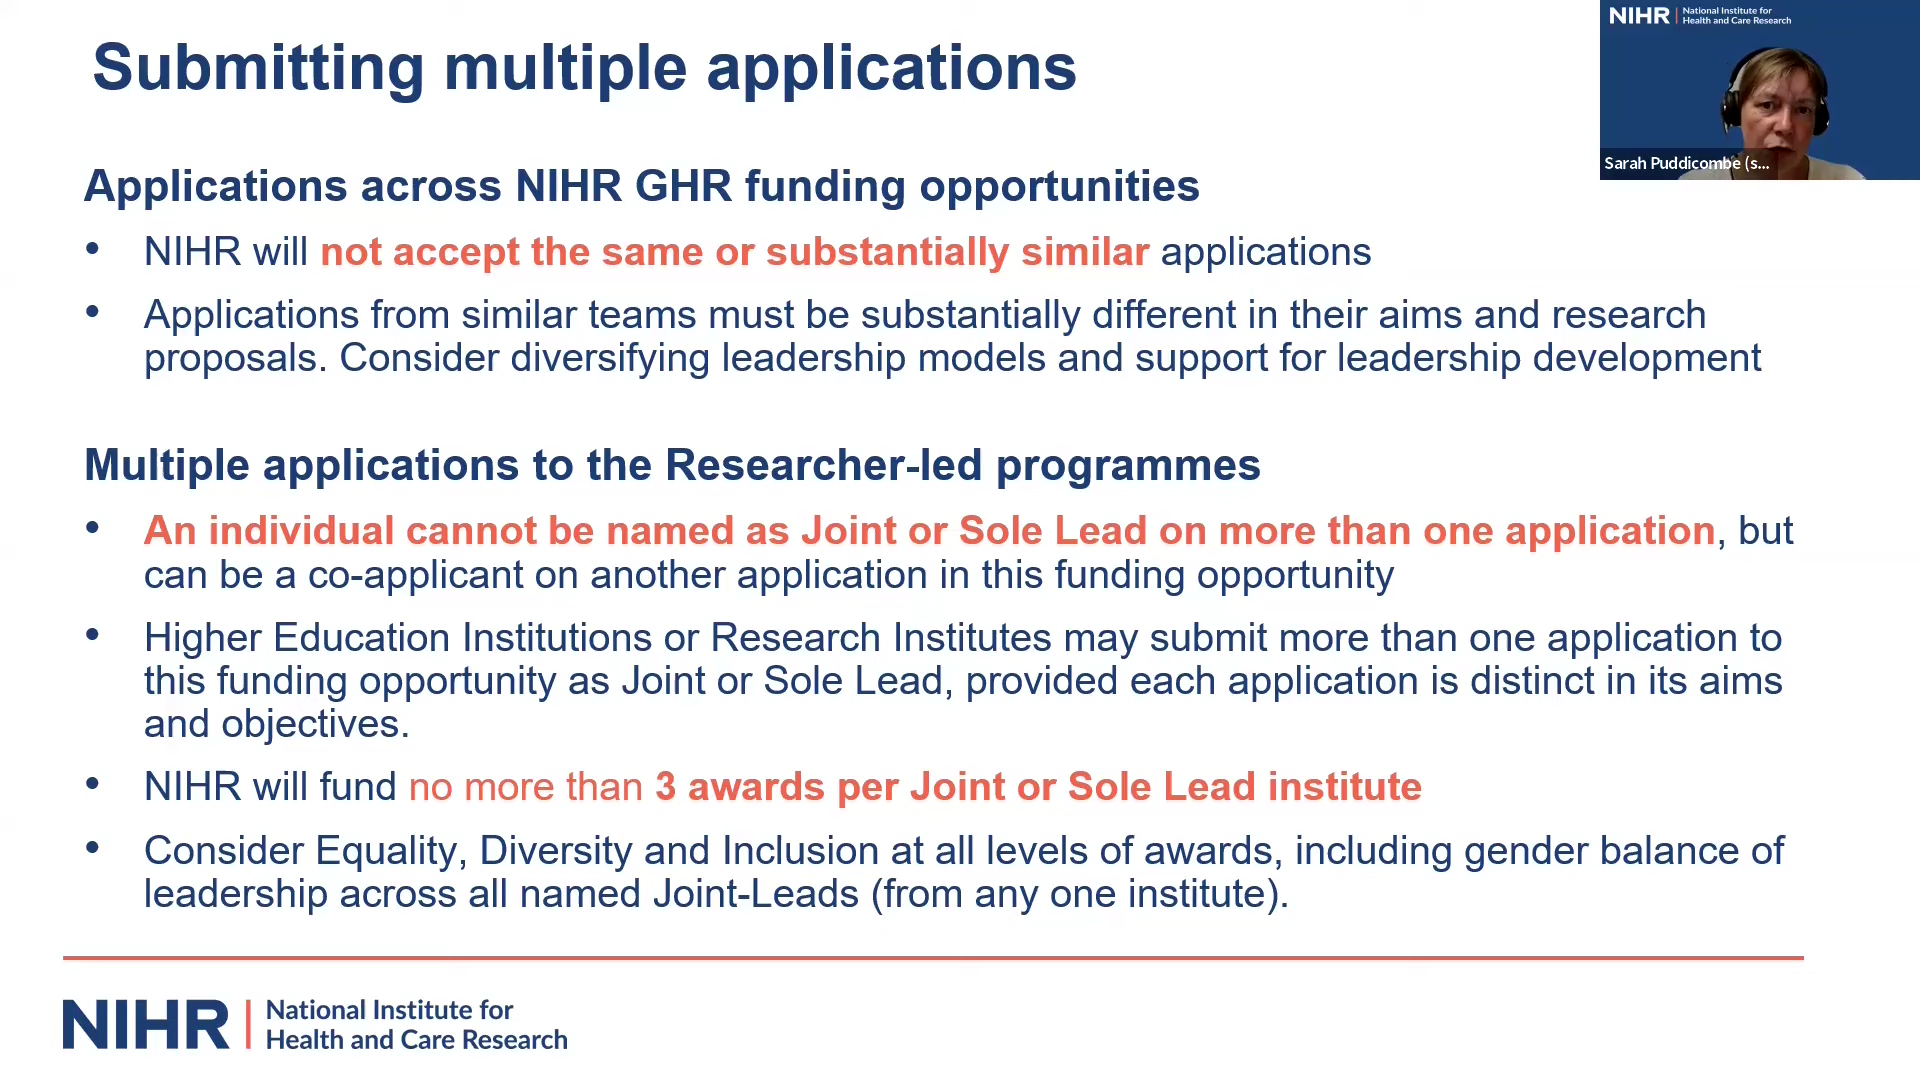 Submitting multiple applications
NIHR | National Institute for
Health and Care Research
Sarah Puddicombe (s...
Applications across NIHR GHR funding opportunities
• NIHR will not accept the same or substantially similar applications
• Applications from similar teams must be substantially different in their aims and research
proposals. Consider diversifying leadership models and support for leadership development
Multiple applications to the Researcher-led programmes
• An individual cannot be named as Joint or Sole Lead on more than one application, but
can be a co-applicant on another application in this funding opportunity
• Higher Education Institutions or Research Institutes may submit more than one application to
this funding opportunity as Joint or Sole Lead, provided each application is distinct in its aims
and objectives.
• NIHR will fund no more than 3 awards per Joint or Sole Lead institute
• Consider Equality, Diversity and Inclusion at all levels of awards, including gender balance of
leadership across all named Joint-Leads (from any one institute).
NIHR | National Institute for
Health and Care Research